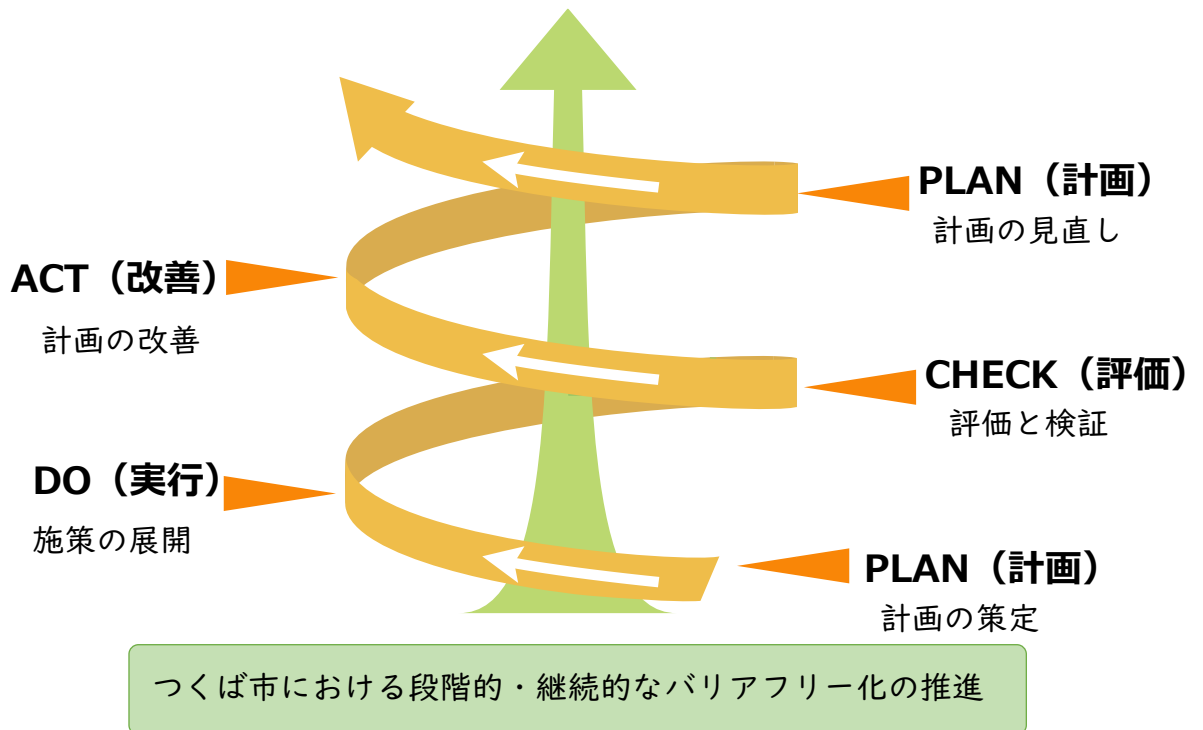 PLAN（計画）
計画の見直し
ACT（改善）
計画の改善
CHECK（評価）
評価と検証
DO（実行）
施策の展開
PLAN（計画）
計画の策定
つくば市における段階的・継続的なバリアフリー化の推進